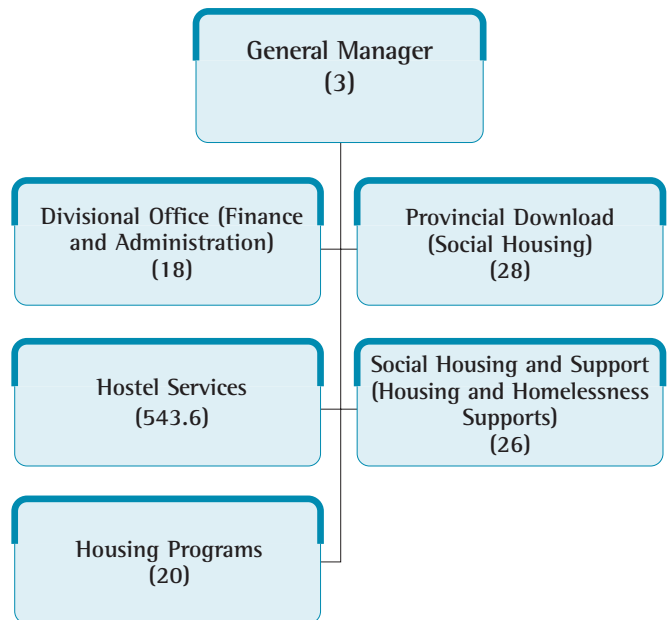 General Manager
(3)
Divisional Office (Finance
and Administration)
(18)
Provincial Download
(Social Housing)
(28)
Hostel Services
(543.6)
Social Housing and Support
(Housing and Homelessness
Supports)
(26)
Housing Programs
(20)